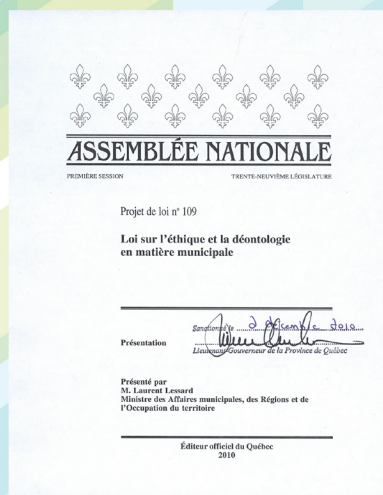 ASSEMBLÉE NATIONALE
PREMIÈRE SESSION TRENTE-NEUVIÈME LÉGISLATURE
Projet de loi nº 109
Loi sur l'éthique et la déontologie
en matière municipale
Sanctionné le 2 décembre 2010
Présentation
Lieutenant-Gouverneur de la Province de Québec
Présenté par
M. Laurent Lessard
Ministre des Affaires municipales, des Régions et de
l'Occupation du territoire
Éditeur officiel du Québec
2010